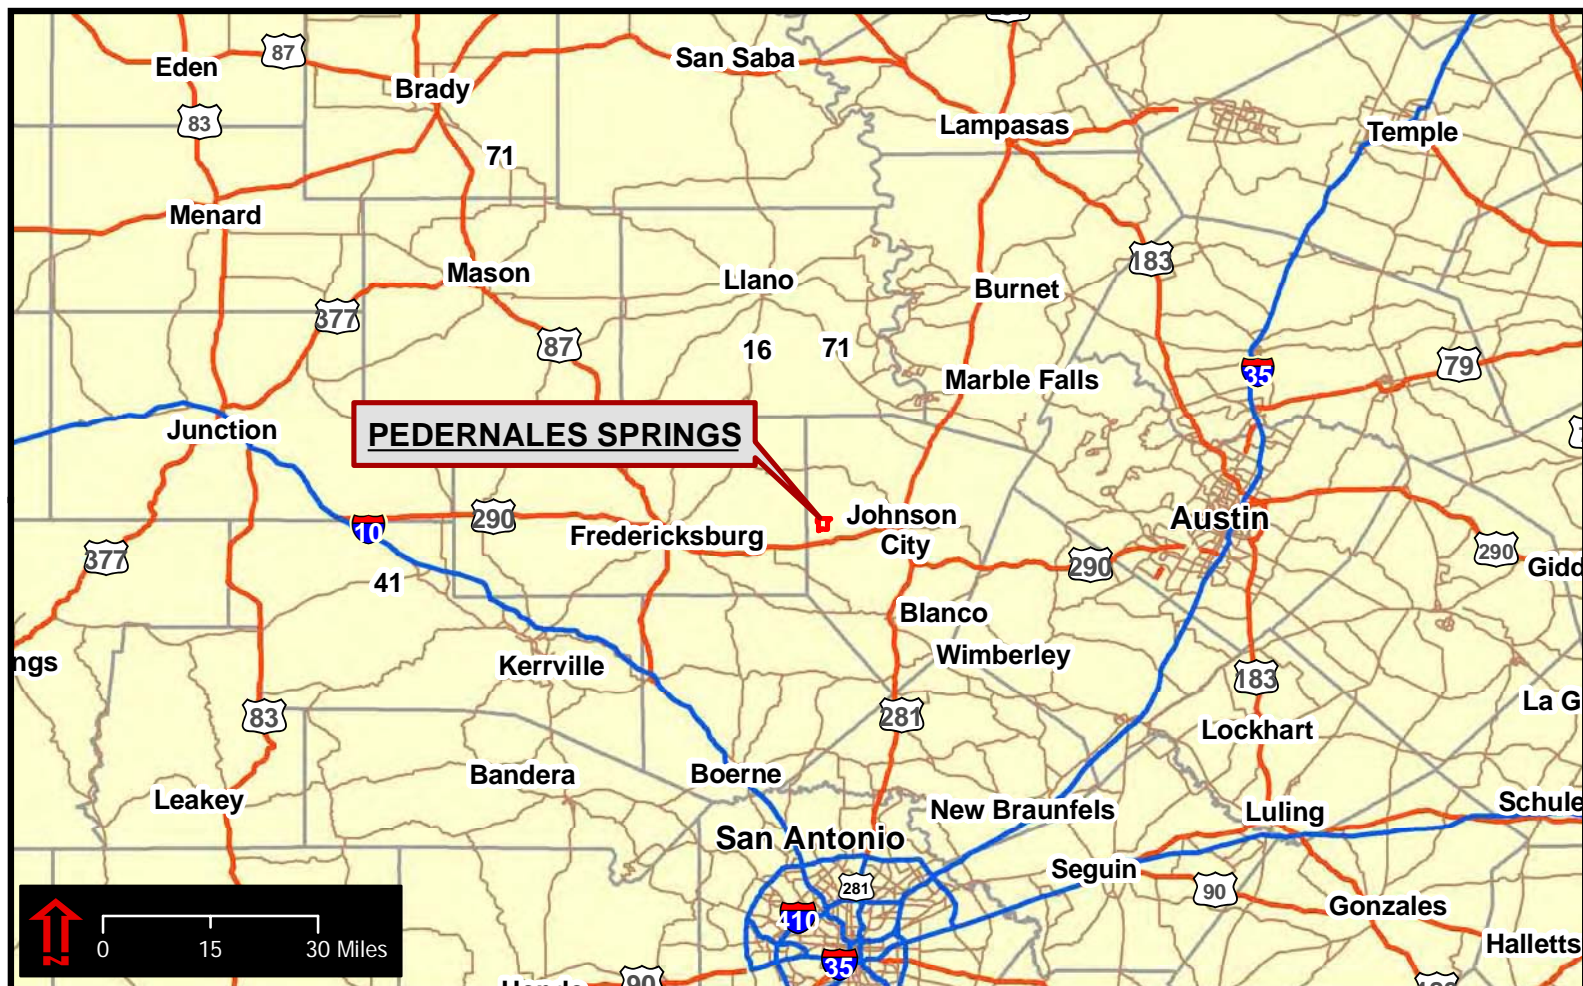 87
San Saba
Eden
Brady
83
Lampasas
Temple
71
Menard
Mason
183
Llano
Burnet
377
87
16
71
35
79
Marble Falls
Junction
PEDERNALES SPRINGS
290
10
Fredericksburg
Johnson
City
Austin
377
290
290
Gidd
41
Blanco
Wimberley
ngs
Kerrville
183
83
281
La G
Lockhart
Bandera
Boerne
Leakey
New Braunfels
Luling
Schule
San Antonio
Seguin
281
90
410
Gonzales
N
0 15 30 Miles
35
Halletts
90